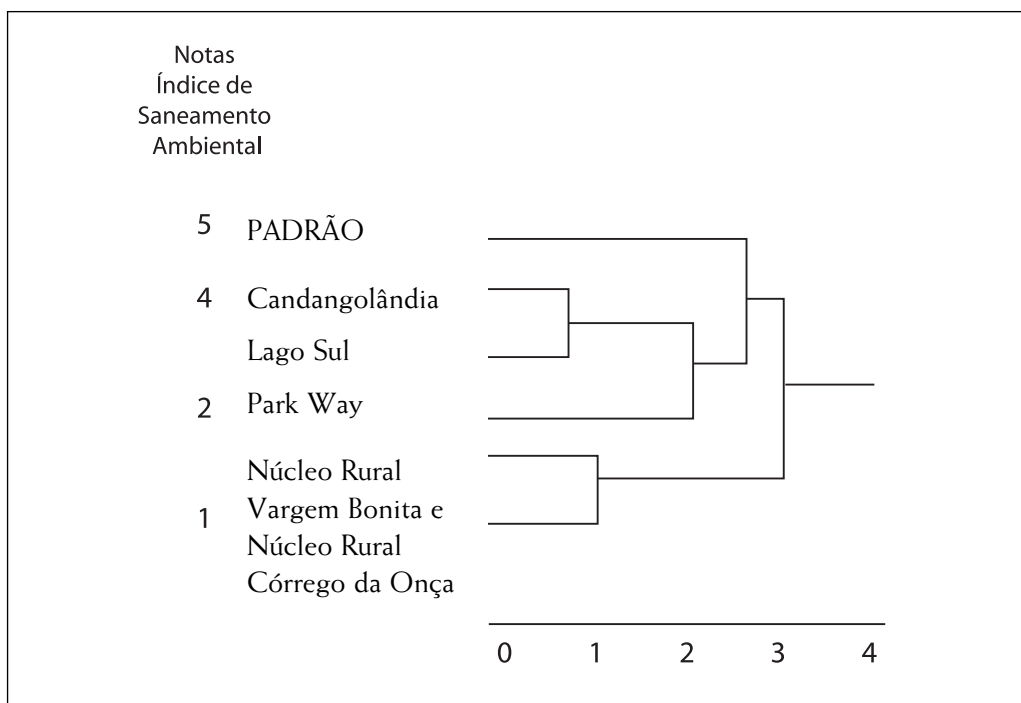 Notas
Índice de
Saneamento
Ambiental
5 PADRÃO
4 Candangolândia
Lago Sul
2 Park Way
Núcleo Rural
1 Vargem Bonita e
Núcleo Rural
Córrego da Onça
0 1 2 3 4